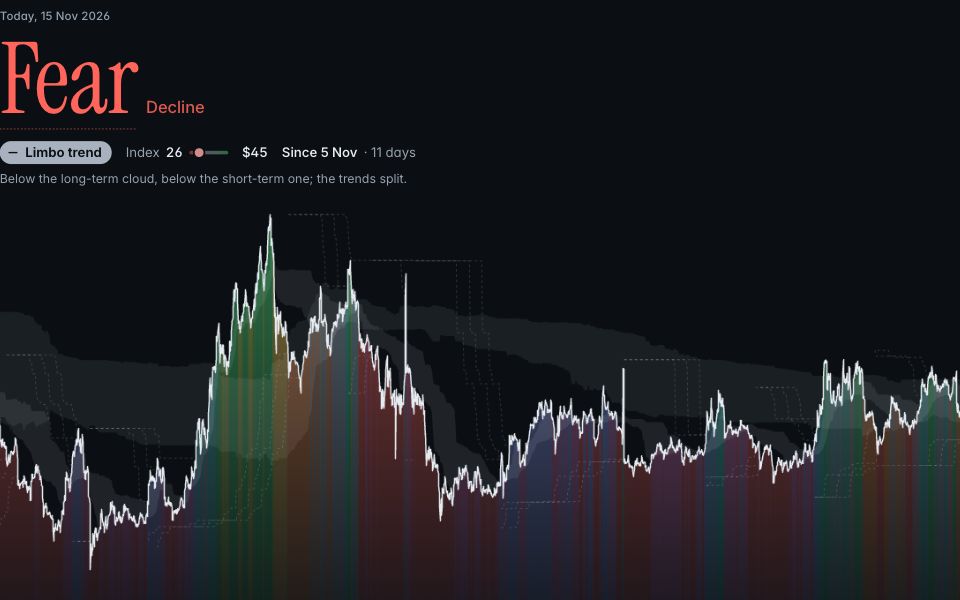 Today, 15 Nov 2026
Fear Decline
– Limbo trend Index 26 $45 Since 5 Nov · 11 days
Below the long-term cloud, below the short-term one; the trends split.